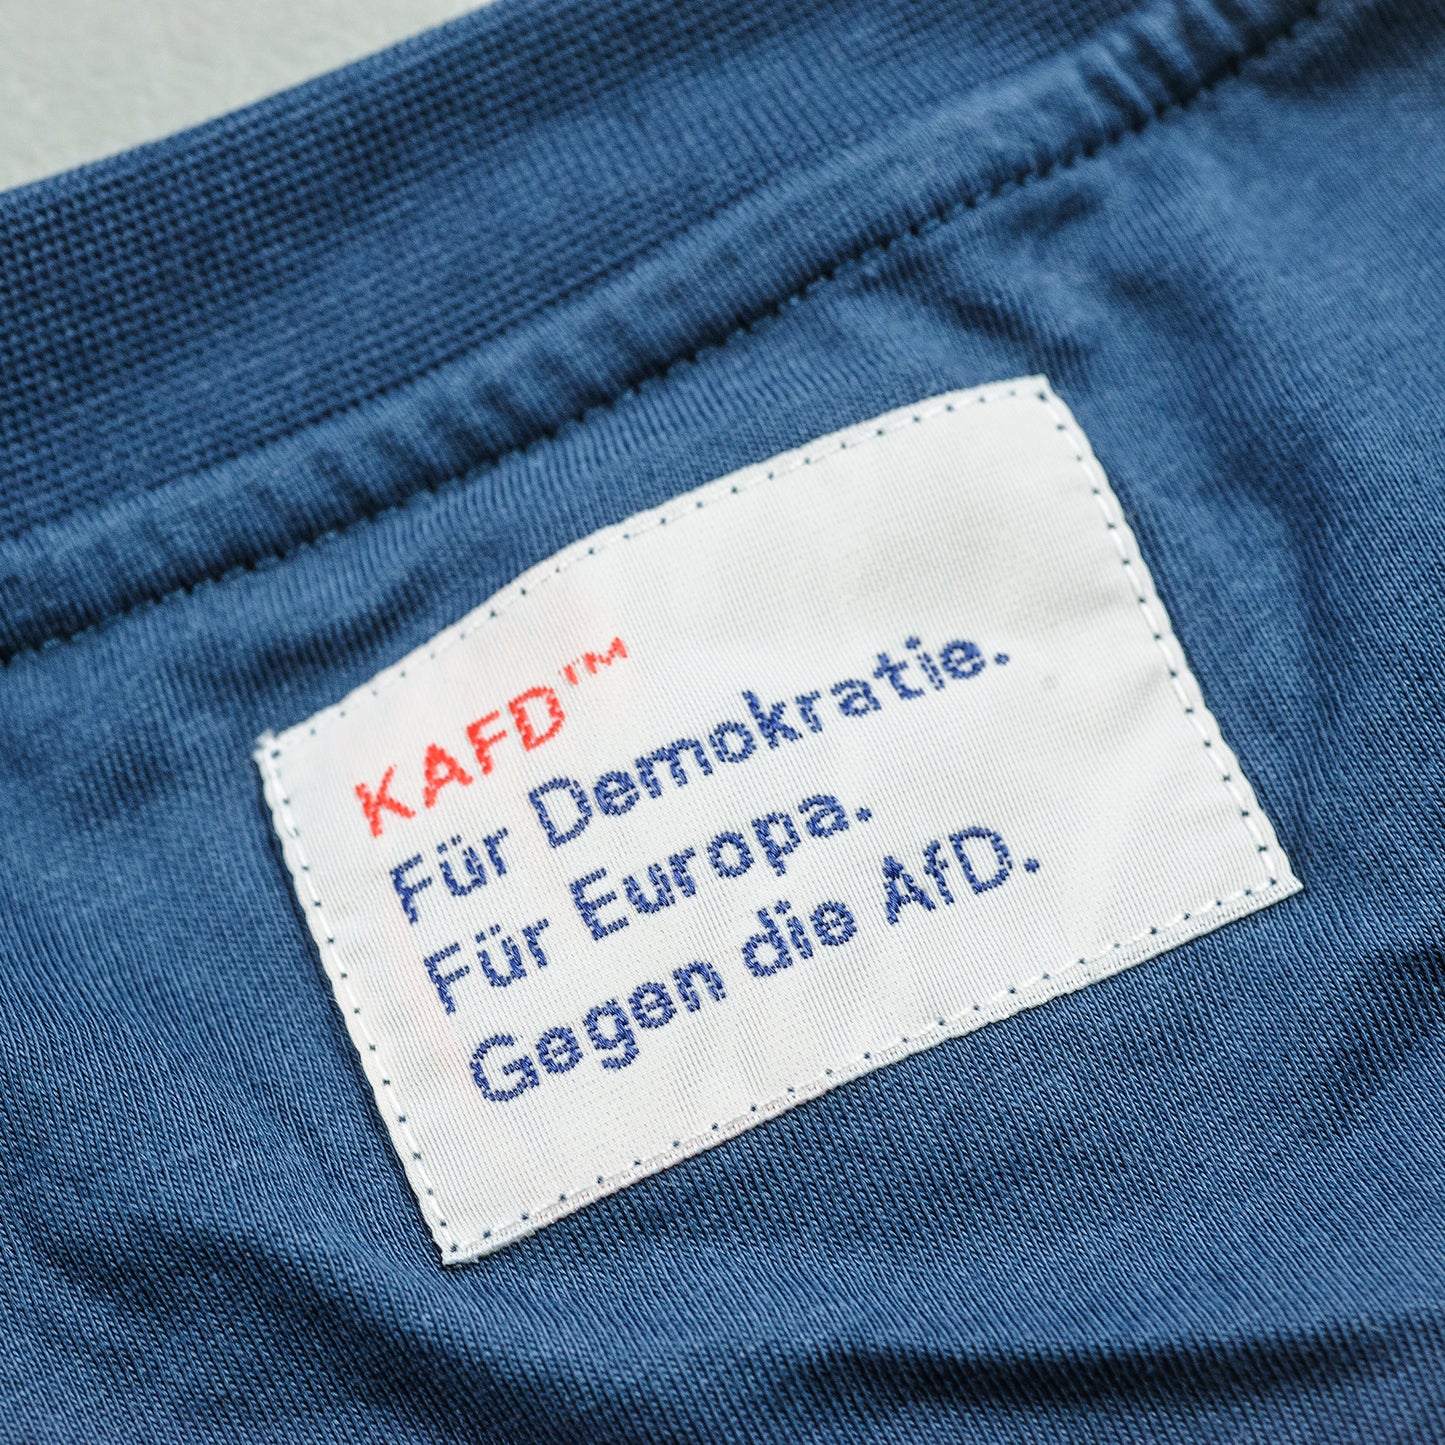 KAFD™
Für Demokratie.
Für Europa.
Gegen die AfD.